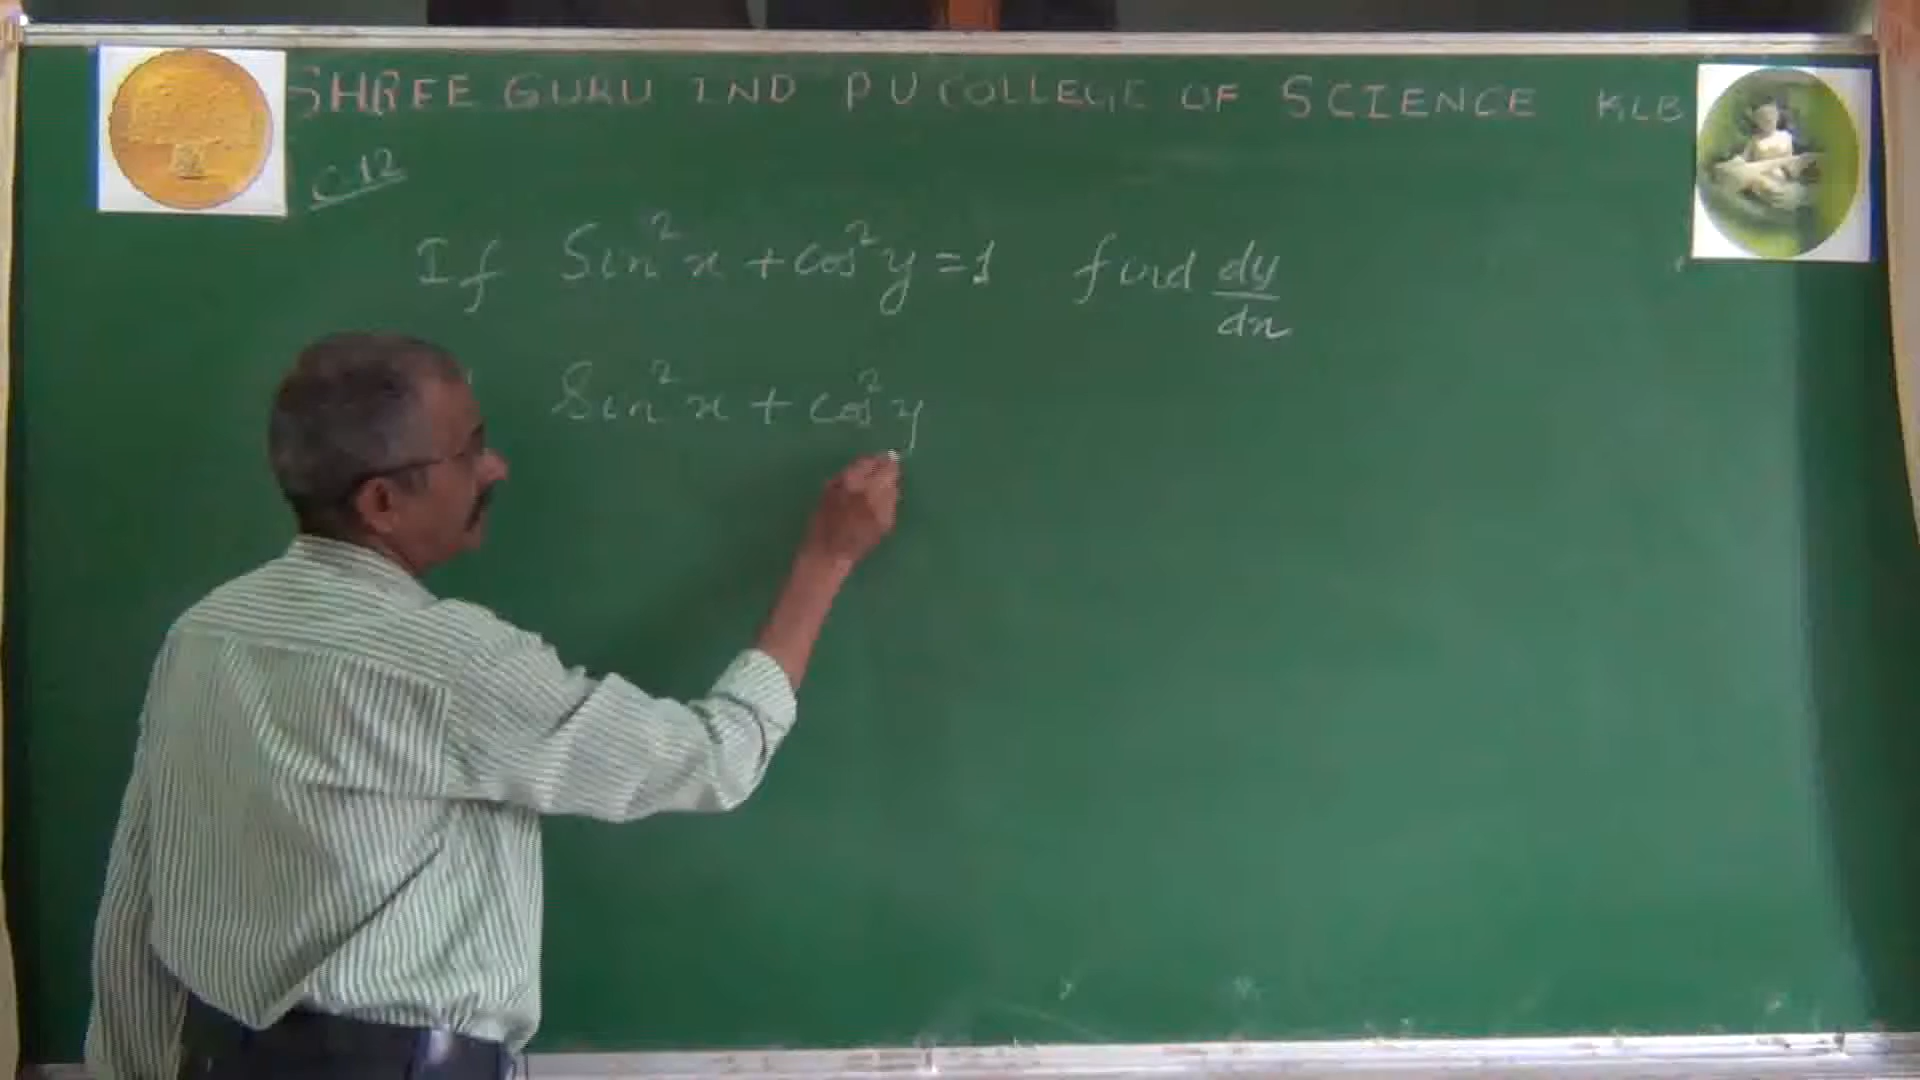 SHREE GURU IND PU COLLEGE OF SCIENCE KLB
C12
If Sin²x + cos²y = 1 find dy/dx
Sin²x + cos²y